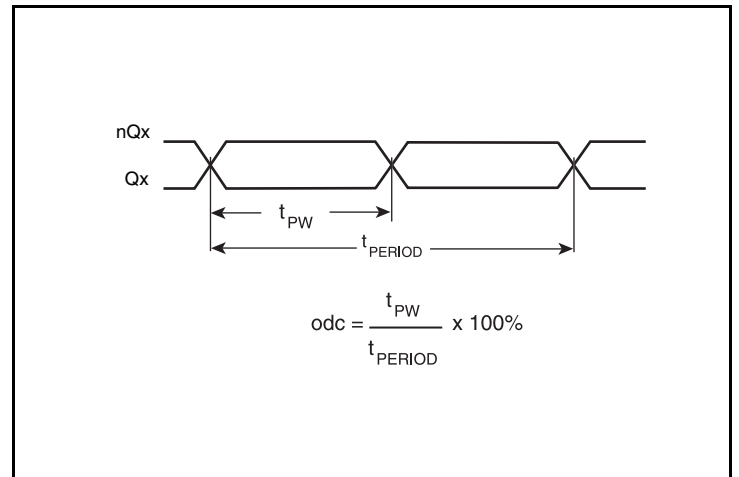 nQx
Qx
tPW
tPERIOD
odc = tPW / tPERIOD x 100%